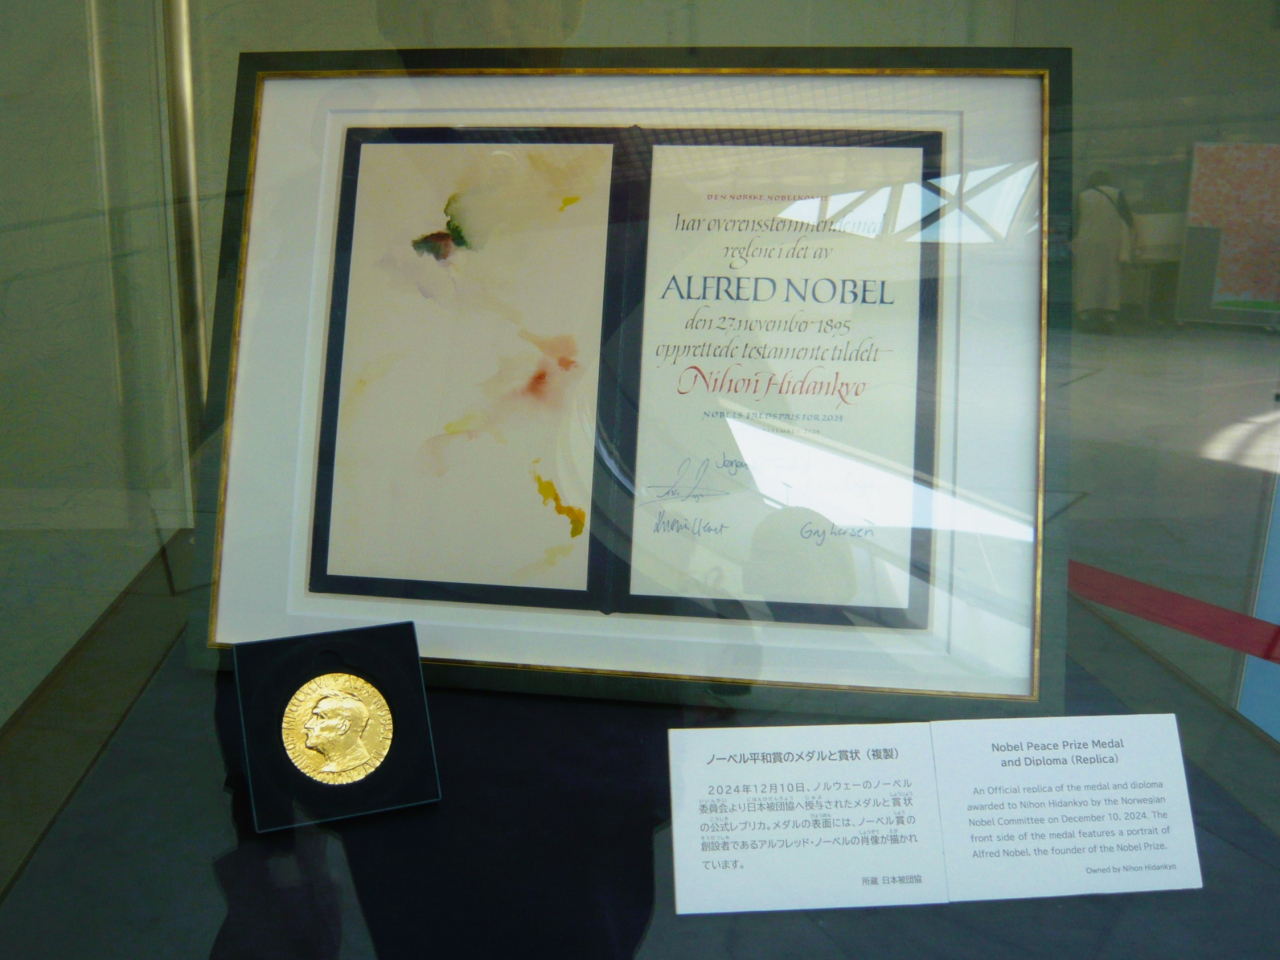 DEN NORSKE NOBELKOMITE
har overensstemmende med
reglene i det av
ALFRED NOBEL
den 27. november 1895
opprettede testamente tildelt
Nihon Hidankyo
NOBELS FREDSPRIS FOR 2024
ノーベル平和賞のメダルと賞状（複製）
2024年12月10日、ノルウェーのノーベル
委員会より日本被団協へ授与されたメダルと賞状
の公式レプリカ。メダルの表面には、ノーベル賞の
創設者であるアルフレッド・ノーベルの肖像が描かれ
ています。
所蔵 日本被団協
Nobel Peace Prize Medal
and Diploma (Replica)
An Official replica of the medal and diploma
awarded to Nihon Hidankyo by the Norwegian
Nobel Committee on December 10, 2024. The
front side of the medal features a portrait of
Alfred Nobel, the founder of the Nobel Prize.
Owned by Nihon Hidankyo